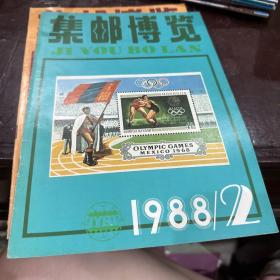 集邮博览
JI YOU BO LAN
OLYMPIC GAMES
MEXICO 1968
1988/2